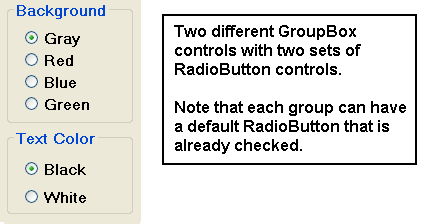 Background
Gray
Red
Blue
Green
Text Color
Black
White
Two different GroupBox
controls with two sets of
RadioButton controls.
Note that each group can have
a default RadioButton that is
already checked.